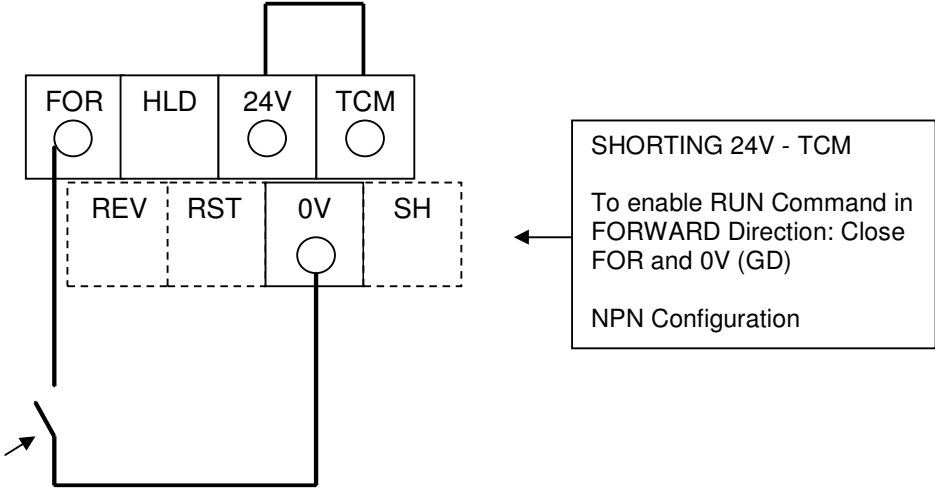 FOR HLD 24V TCM
REV RST 0V SH
SHORTING 24V - TCM
To enable RUN Command in
FORWARD Direction: Close
FOR and 0V (GD)
NPN Configuration